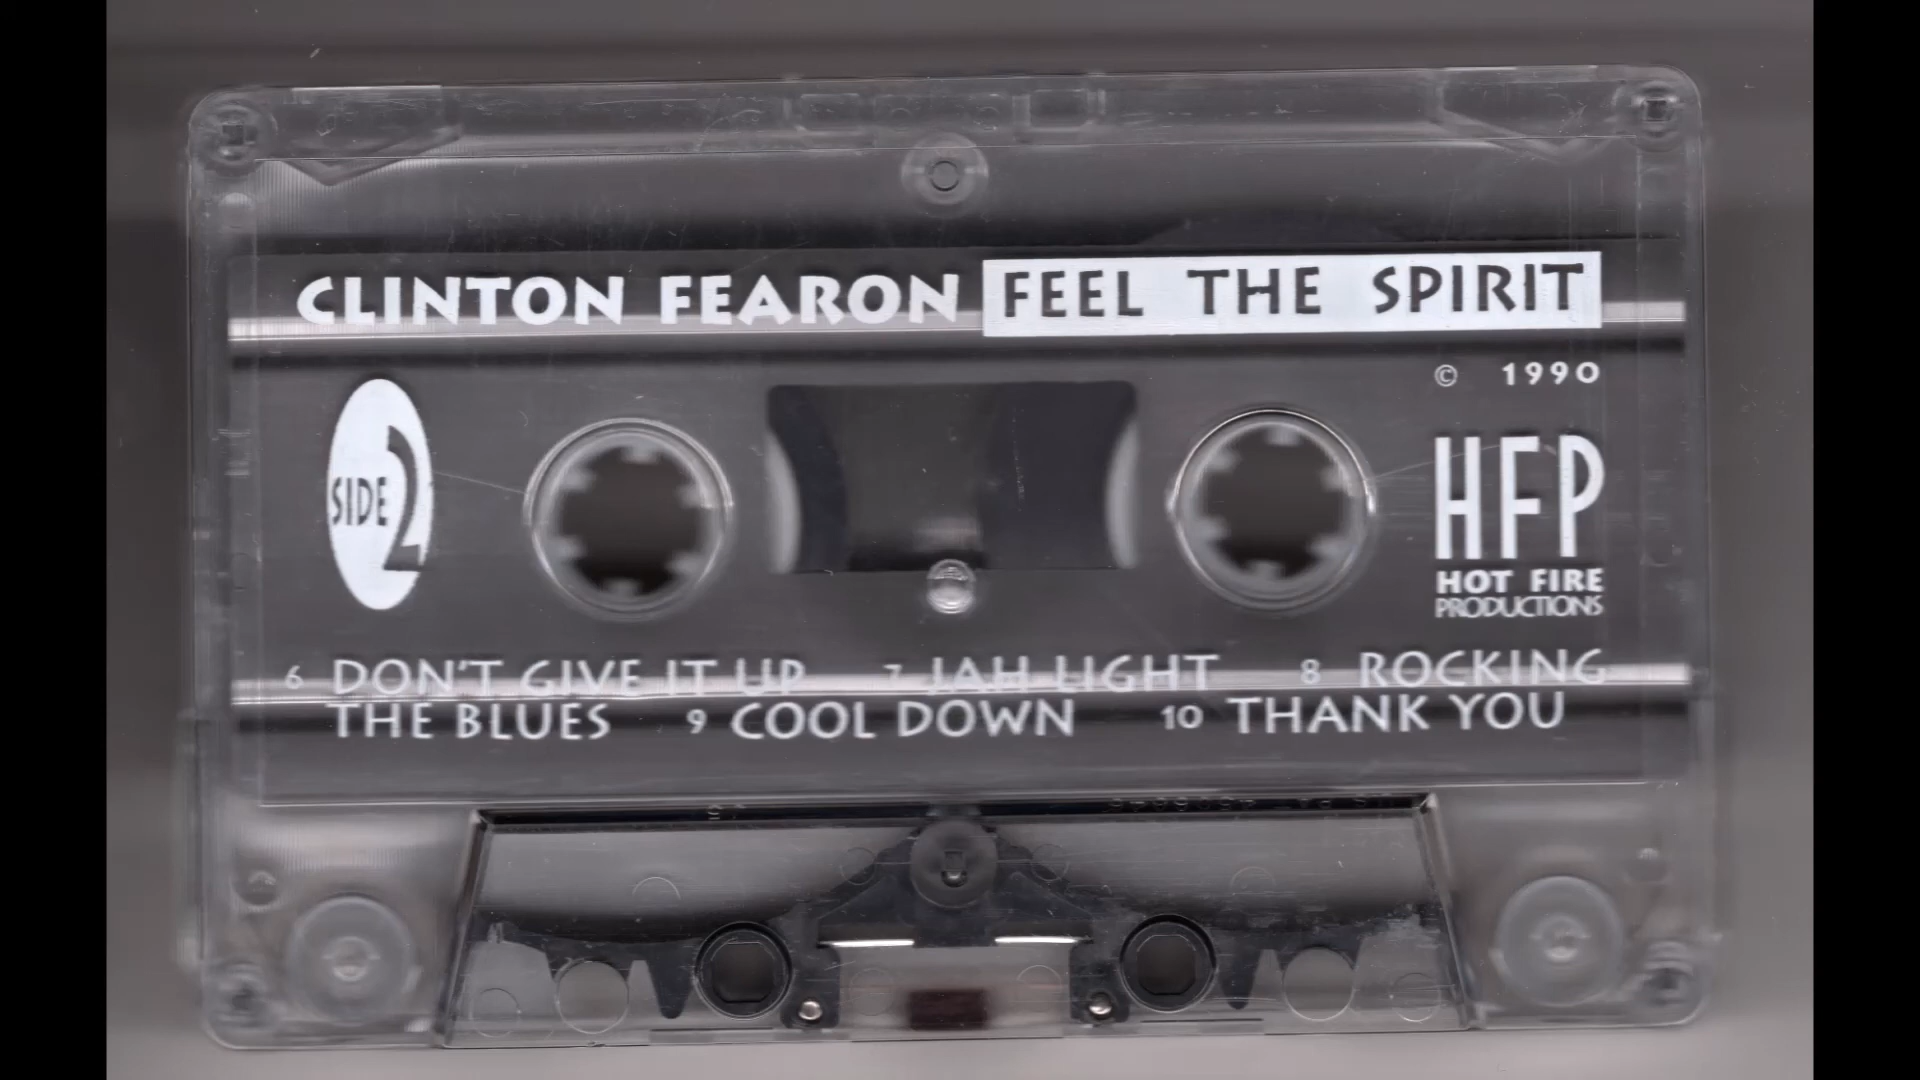 CLINTON FEARON FEEL THE SPIRIT
© 1990
SIDE 2
HFP
HOT FIRE
PRODUCTIONS
6 DON'T GIVE IT UP 7 JAH LIGHT 8 ROCKING
THE BLUES 9 COOL DOWN 10 THANK YOU